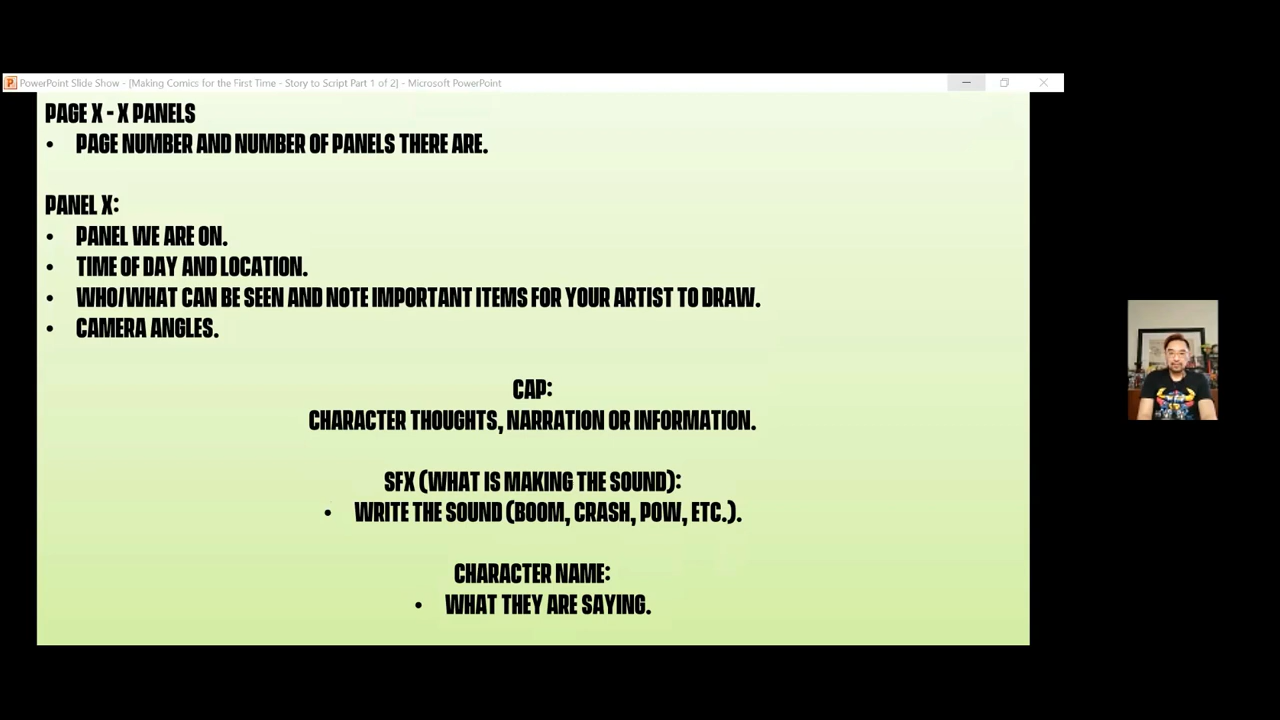 PowerPoint Slide Show - [Making Comics for the First Time - Story to Script Part 1 of 2] - Microsoft PowerPoint
PAGE X - X PANELS
• PAGE NUMBER AND NUMBER OF PANELS THERE ARE.
PANEL X:
• PANEL WE ARE ON.
• TIME OF DAY AND LOCATION.
• WHO/WHAT CAN BE SEEN AND NOTE IMPORTANT ITEMS FOR YOUR ARTIST TO DRAW.
• CAMERA ANGLES.
CAP:
CHARACTER THOUGHTS, NARRATION OR INFORMATION.
SFX (WHAT IS MAKING THE SOUND):
• WRITE THE SOUND (BOOM, CRASH, POW, ETC.).
CHARACTER NAME:
• WHAT THEY ARE SAYING.